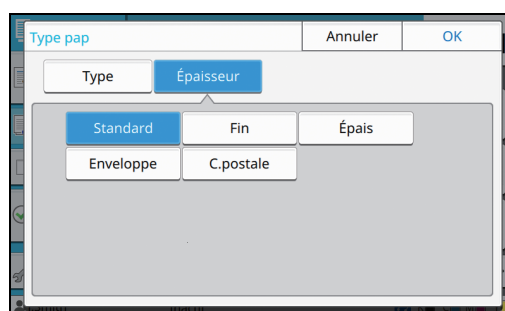 Type pap Annuler OK
Type Épaisseur
Standard Fin Épais
Enveloppe C.postale